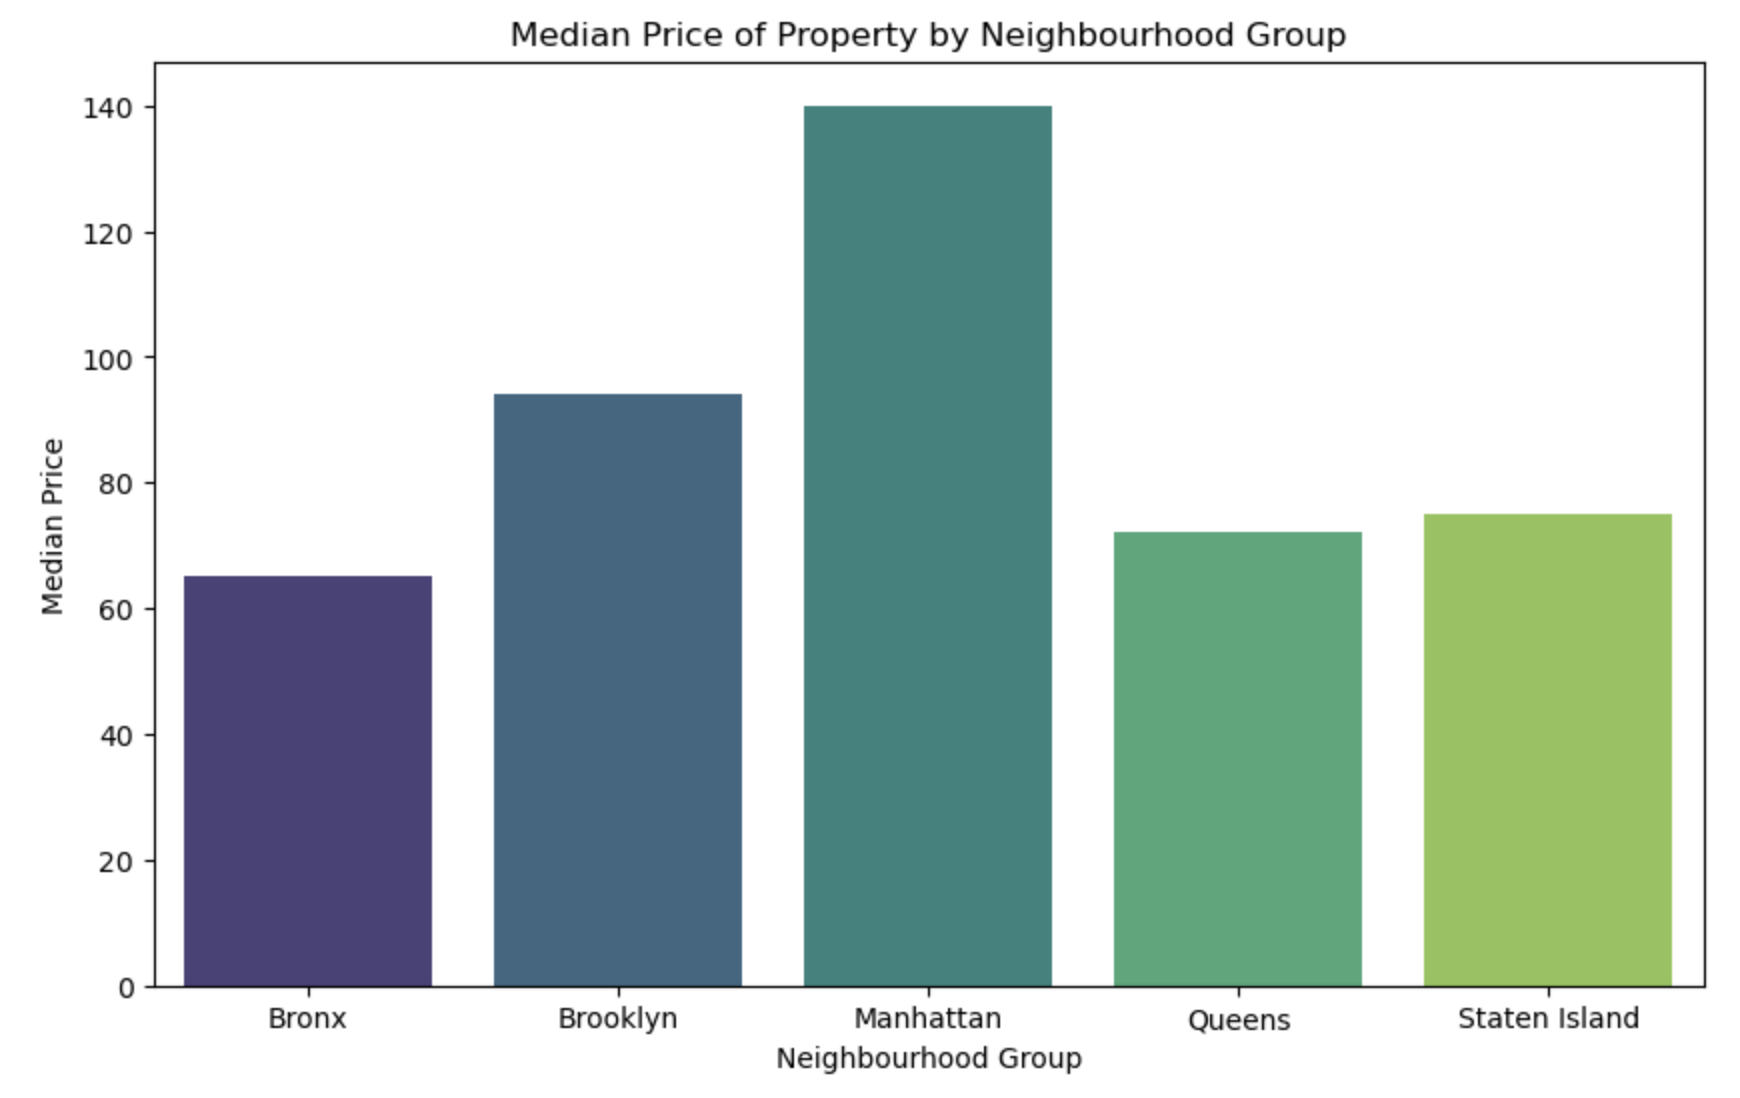 Median Price of Property by Neighbourhood Group
Median Price
140
120
100
80
60
40
20
0
Bronx Brooklyn Manhattan Queens Staten Island
Neighbourhood Group